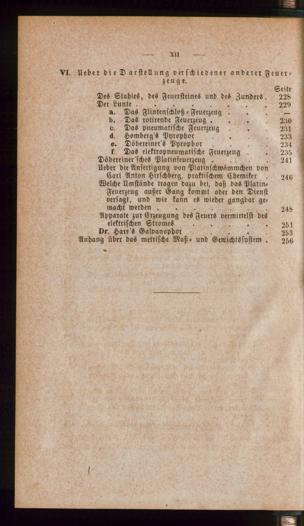 — XII —
VI. Ueber die Darstellung verschiedener anderer Feuer-
zeuge.
Seite
Des Stahles, des Feuersteines und des Zunders . 228
Der Lunte . . . . . . 229
a. Das Flintenschloß-Feuerzeug . . . —
b. Das rotirende Feuerzeug . . . . 230
c. Das pneumatische Feuerzeug . . . 231
d. Homberg's Pyrophor . . . . 233
e. Döbereiner's Pyrophor . . . 234
f. Das elektropneumatische Feuerzeug . . 235
Döbereiner'sches Platinfeuerzeug . . . 241
Ueber die Anfertigung von Platinschwämmchen von
Carl Anton Hirschberg, praktischem Chemiker . 246
Welche Umstände tragen dazu bei, daß das Platin-
Feuerzeug außer Gang kommt oder den Dienst
versagt, und wie kann es wieder gangbar ge-
macht werden . . . . . . 248
Apparate zur Erzeugung des Feuers vermittelst des
elektrischen Stromes . . . . . 251
Dr. Hare's Galvanophor . . . . 253
Anhang über das metrische Maß- und Gewichtssystem . 256